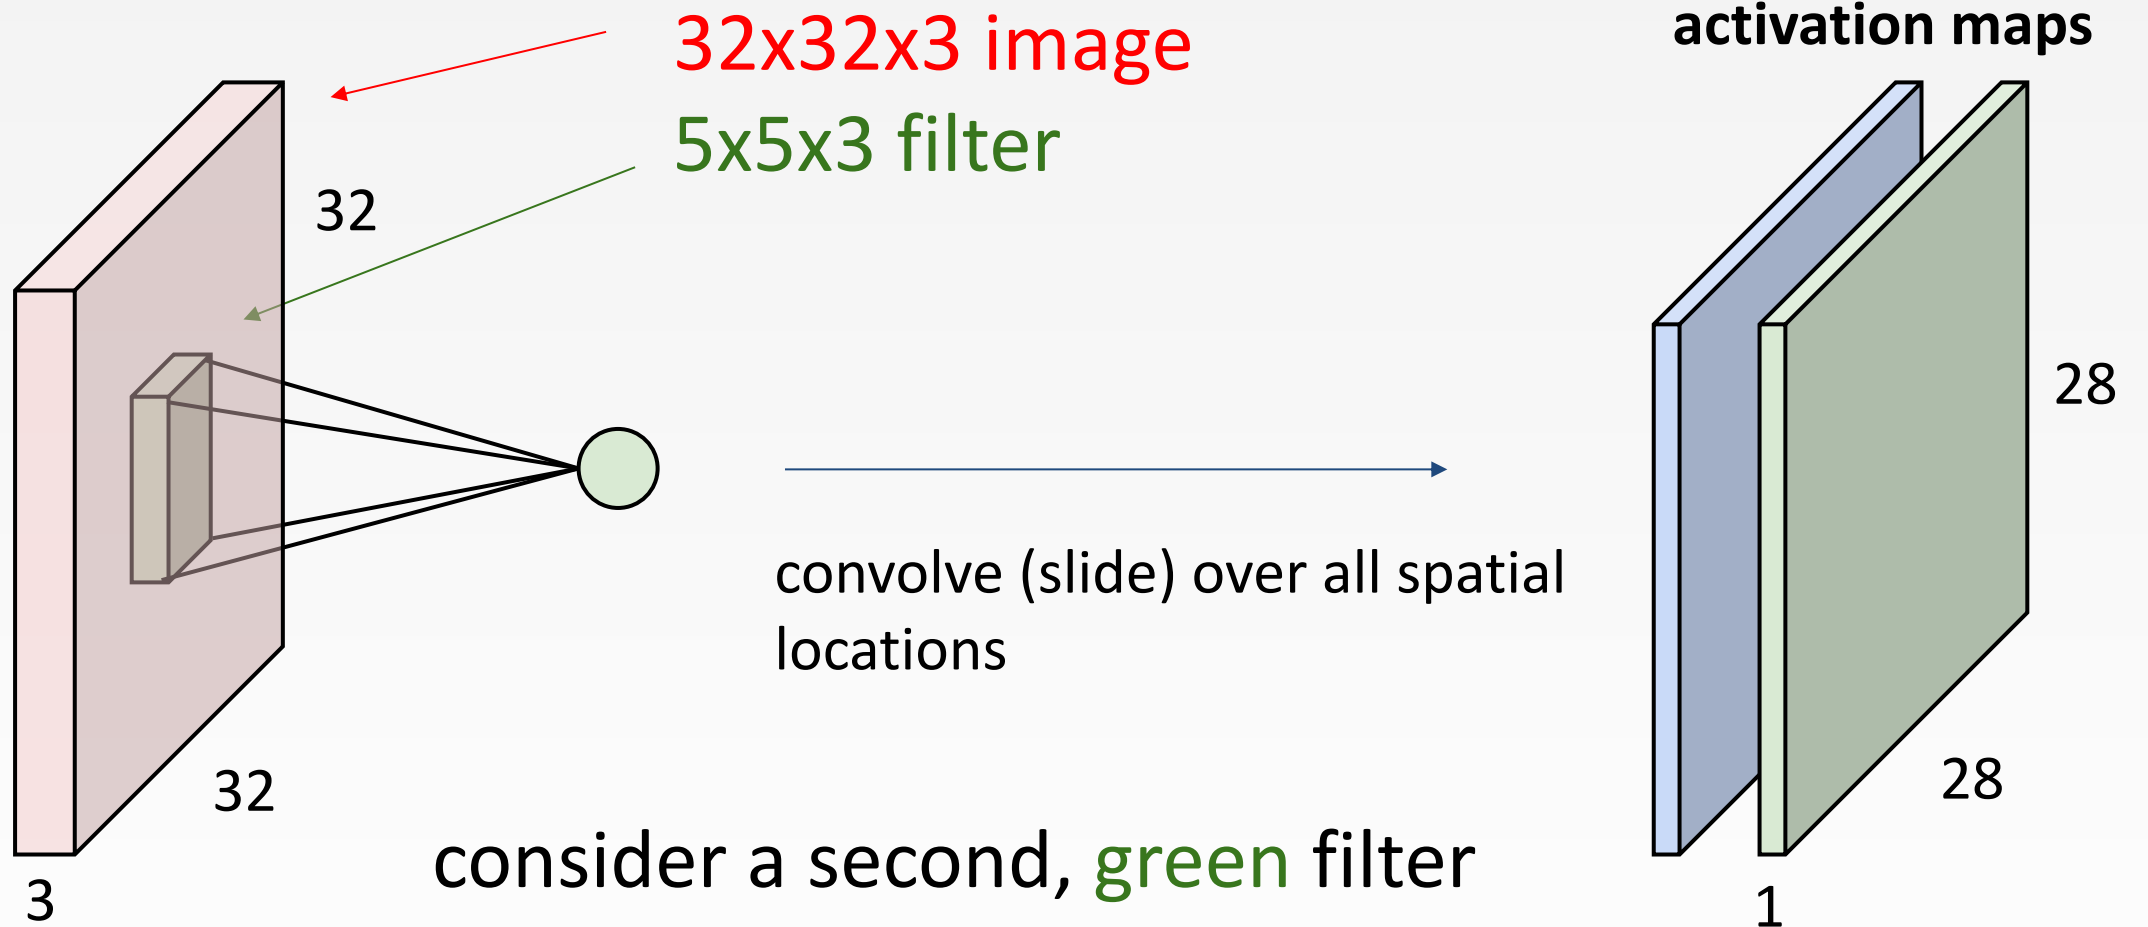 32x32x3 image
5x5x3 filter
32
32
3
convolve (slide) over all spatial
locations
activation maps
28
28
1
consider a second, green filter